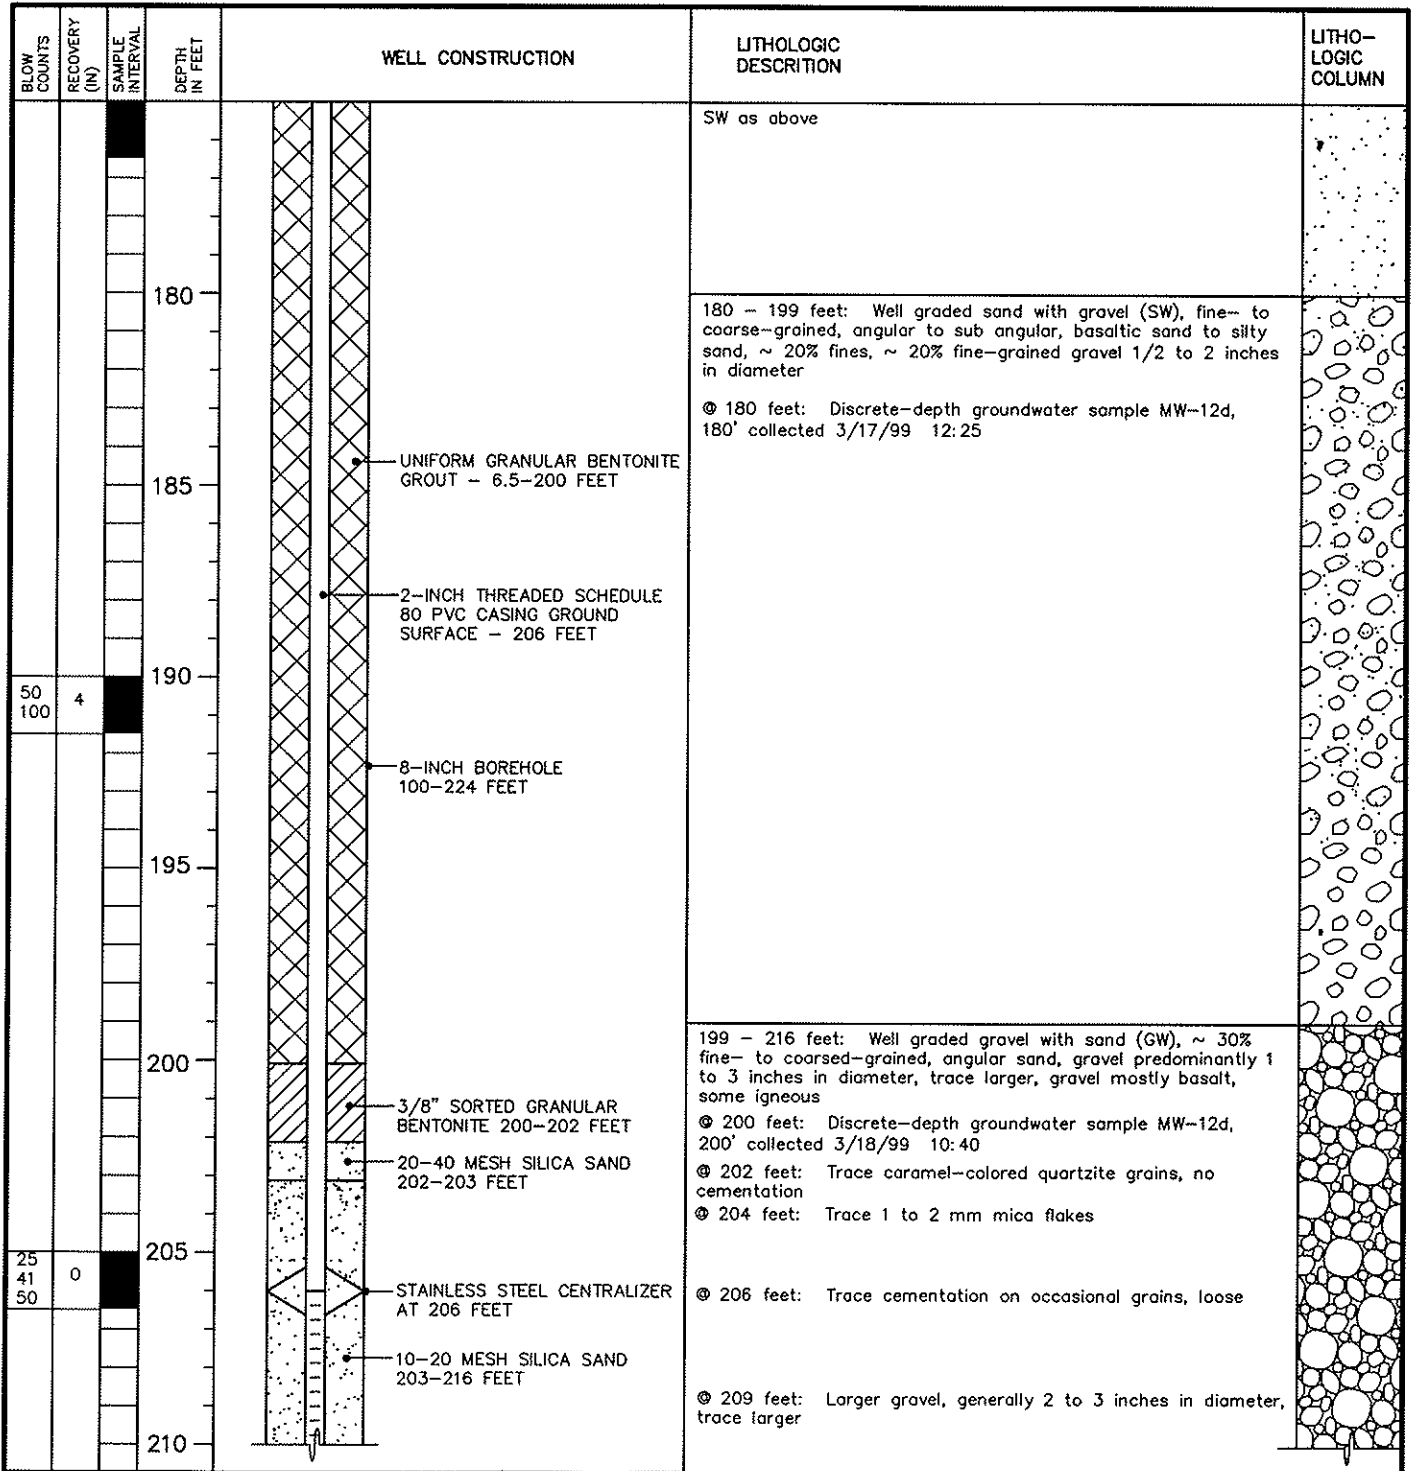 BLOW
COUNTS
RECOVERY
(IN)
SAMPLE
INTERVAL
DEPTH
IN FEET
WELL CONSTRUCTION
LITHOLOGIC
DESCRITION
LITHO-
LOGIC
COLUMN
SW as above
180
180 - 199 feet: Well graded sand with gravel (SW), fine- to
coarse-grained, angular to sub angular, basaltic sand to silty
sand, ~ 20% fines, ~ 20% fine-grained gravel 1/2 to 2 inches
in diameter
@ 180 feet: Discrete-depth groundwater sample MW-12d,
180' collected 3/17/99 12:25
UNIFORM GRANULAR BENTONITE
GROUT - 6.5-200 FEET
185
2-INCH THREADED SCHEDULE
80 PVC CASING GROUND
SURFACE - 206 FEET
190
50
100
4
8-INCH BOREHOLE
100-224 FEET
195
199 - 216 feet: Well graded gravel with sand (GW), ~ 30%
fine- to coarsed-grained, angular sand, gravel predominantly 1
to 3 inches in diameter, trace larger, gravel mostly basalt,
some igneous
200
3/8" SORTED GRANULAR
BENTONITE 200-202 FEET
@ 200 feet: Discrete-depth groundwater sample MW-12d,
200' collected 3/18/99 10:40
20-40 MESH SILICA SAND
202-203 FEET
@ 202 feet: Trace caramel-colored quartzite grains, no
cementation
@ 204 feet: Trace 1 to 2 mm mica flakes
205
25
41
50
0
STAINLESS STEEL CENTRALIZER
AT 206 FEET
@ 206 feet: Trace cementation on occasional grains, loose
10-20 MESH SILICA SAND
203-216 FEET
@ 209 feet: Larger gravel, generally 2 to 3 inches in diameter,
trace larger
210